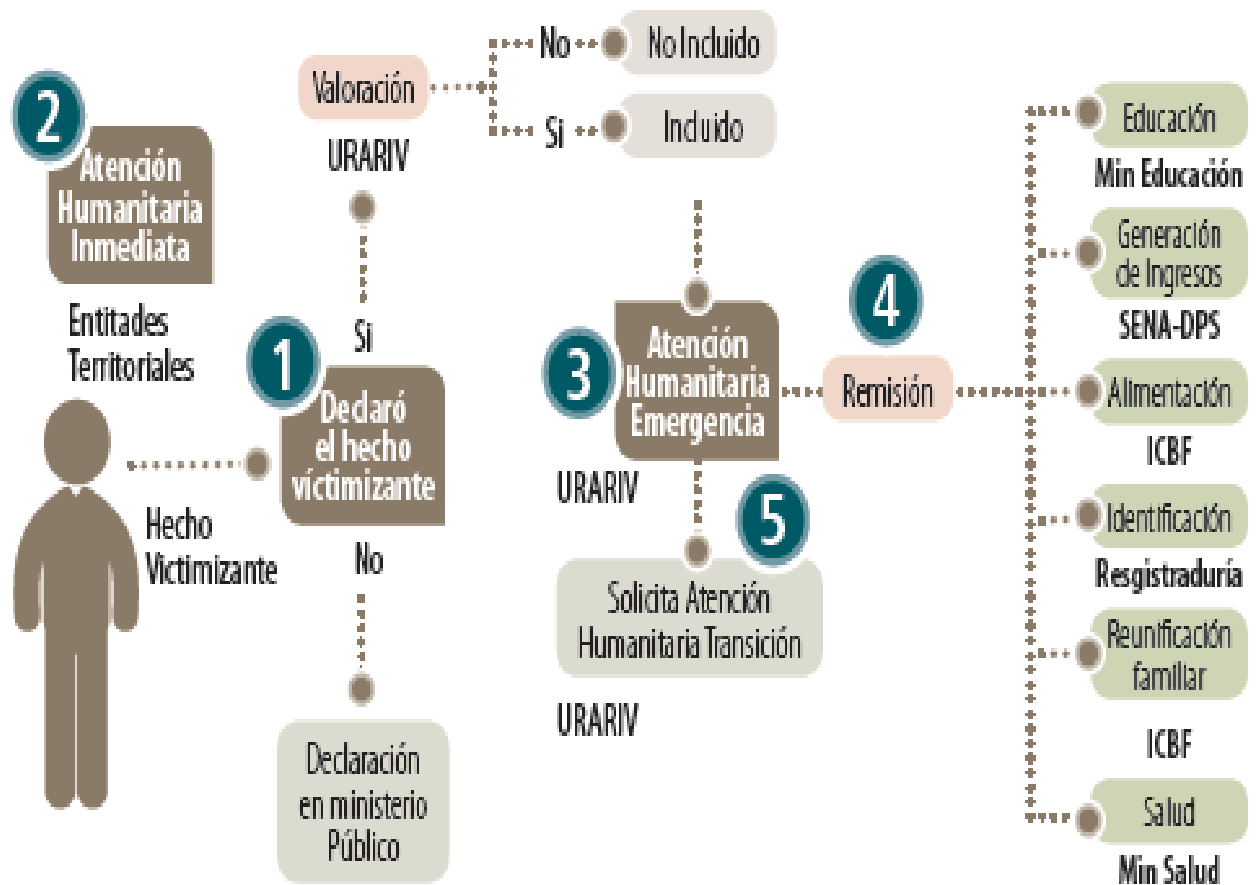 2
Atención
Humanitaria
Inmediata
Entitades
Territoriales
Hecho
Victimizante
1
Declaró
el hecho
víctimizante
Si
URARIV
Valoración
No
Declaración
en ministerio
Público
No
No Incluido
Si
Incluido
3
Atención
Humanitaria
Emergencia
URARIV
4
Remisión
5
Solicita Atención
Humanitaria Transición
URARIV
Educación
Min Educación
Generación
de Ingresos
SENA-DPS
Alimentación
ICBF
Identificación
Resgistraduría
Reunificación
familiar
ICBF
Salud
Min Salud